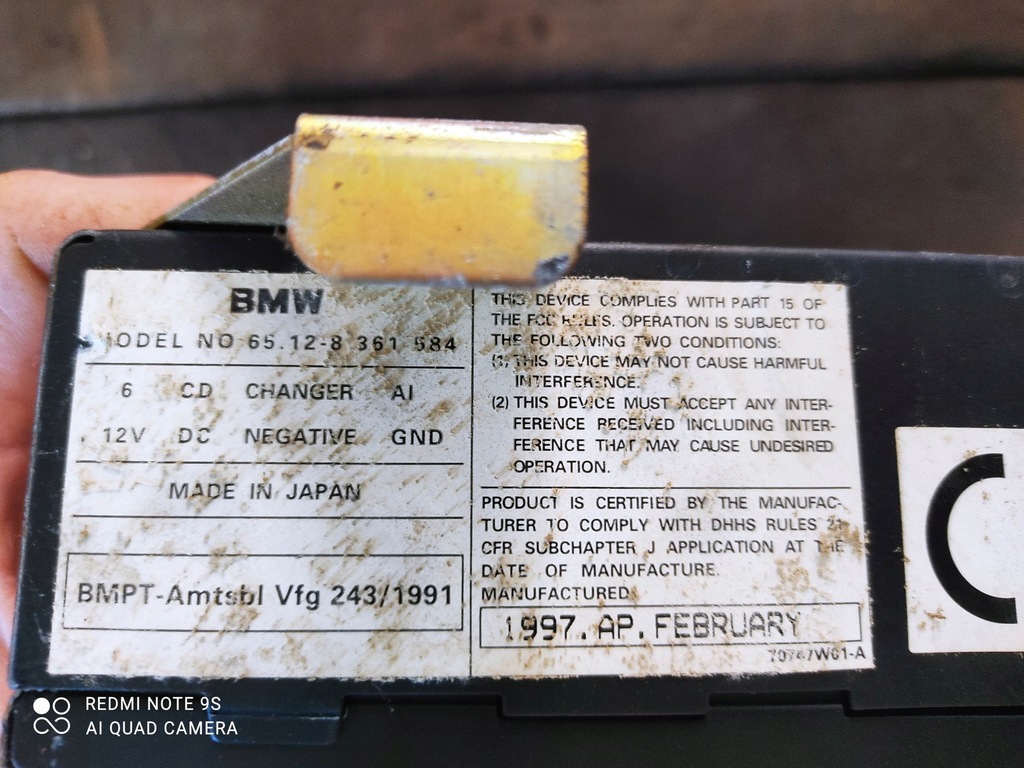 BMW
MODEL NO 65.12-8 361 584
6 CD CHANGER AI
12V DC NEGATIVE GND
MADE IN JAPAN
BMPT-Amtsbl Vfg 243/1991
THIS DEVICE COMPLIES WITH PART 15 OF
THE FCC RULES. OPERATION IS SUBJECT TO
THE FOLLOWING TWO CONDITIONS:
(1) THIS DEVICE MAY NOT CAUSE HARMFUL
INTERFERENCE.
(2) THIS DEVICE MUST ACCEPT ANY INTER-
FERENCE RECEIVED INCLUDING INTER-
FERENCE THAT MAY CAUSE UNDESIRED
OPERATION.
PRODUCT IS CERTIFIED BY THE MANUFAC-
TURER TO COMPLY WITH DHHS RULES 21
CFR SUBCHAPTER J APPLICATION AT THE
DATE OF MANUFACTURE.
MANUFACTURED:
1997. AP. FEBRUARY
70747W01-A
C
REDMI NOTE 9S
AI QUAD CAMERA